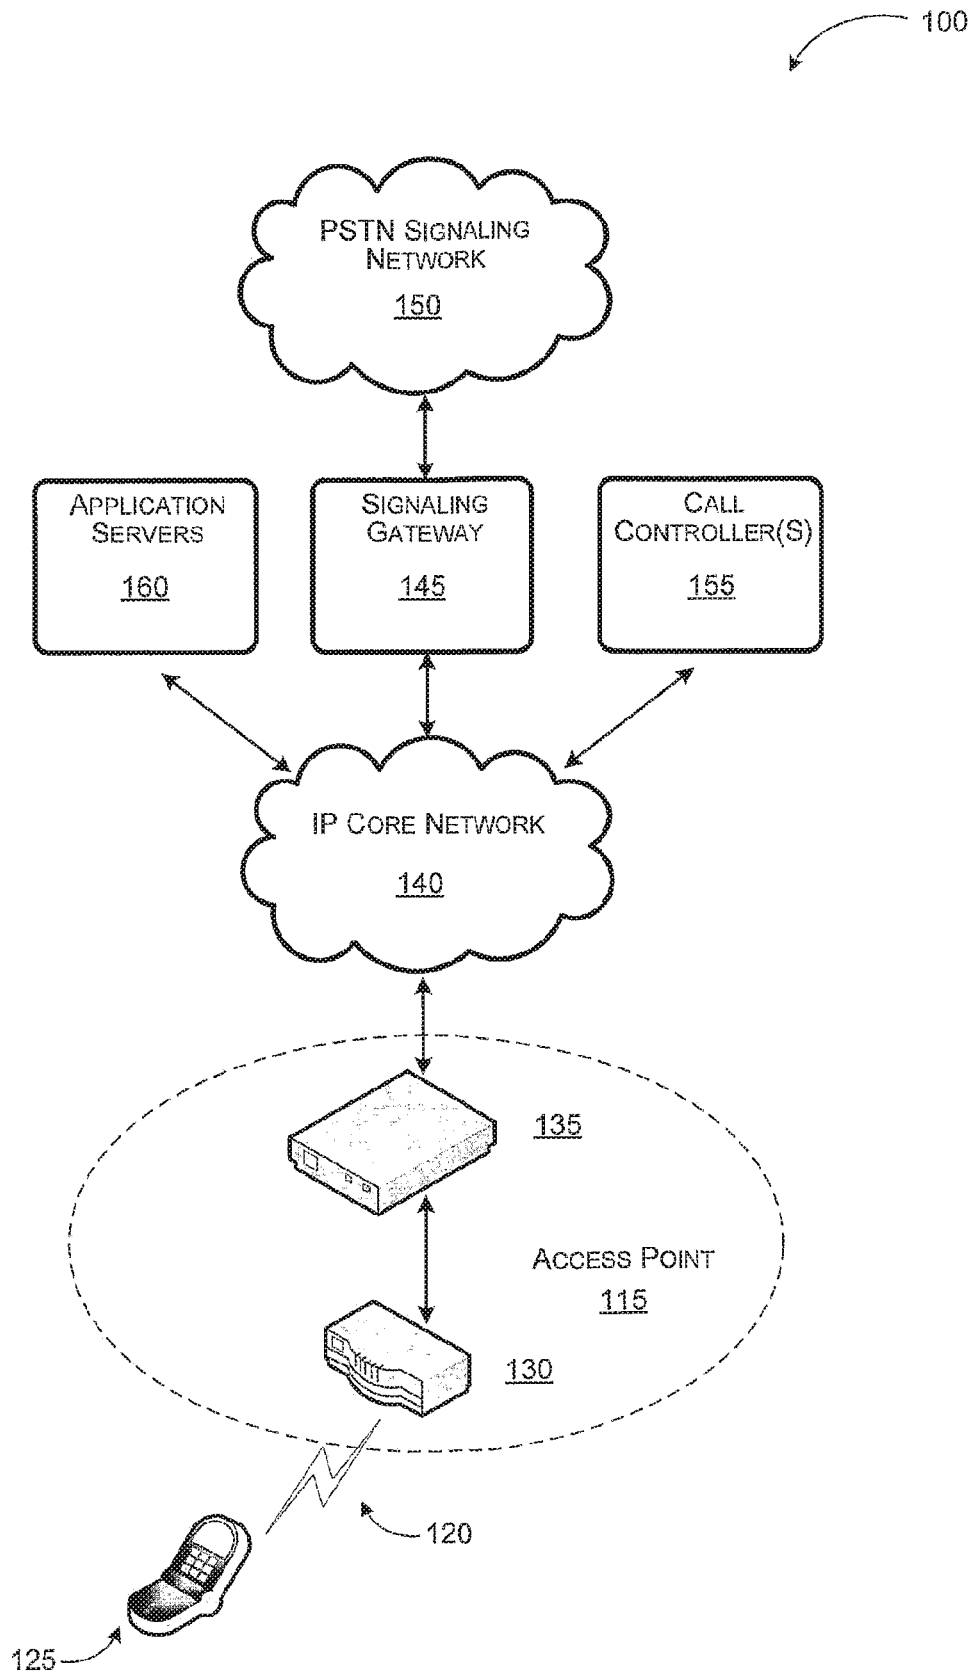 100
PSTN SIGNALING
NETWORK
150
APPLICATION
SERVERS
160
SIGNALING
GATEWAY
145
CALL
CONTROLLER(S)
155
IP CORE NETWORK
140
135
ACCESS POINT
115
130
120
125